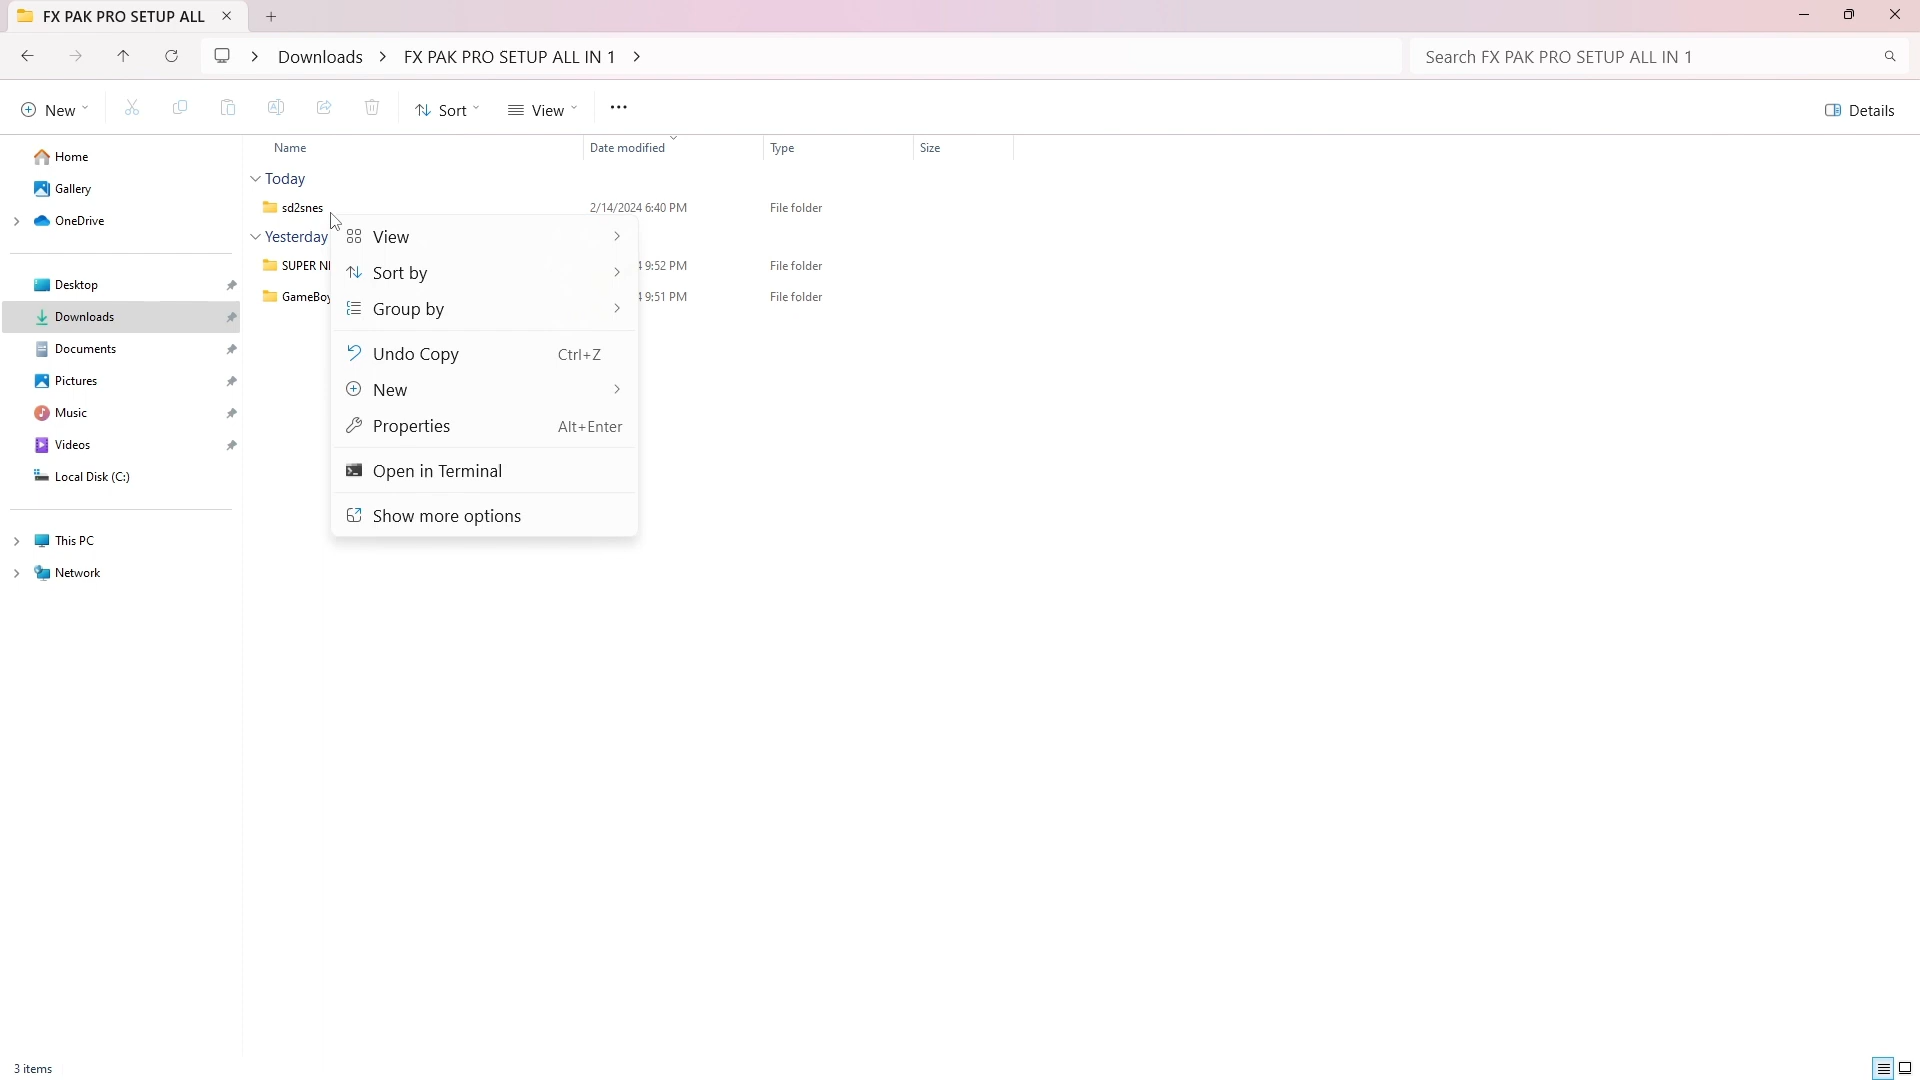 FX PAK PRO SETUP ALL
Downloads FX PAK PRO SETUP ALL IN 1
Search FX PAK PRO SETUP ALL IN 1
New Sort View Details
Name Date modified Type Size
Home
Gallery
OneDrive
Desktop
Downloads
Documents
Pictures
Music
Videos
Local Disk (C:)
This PC
Network
Today
sd2snes 2/14/2024 6:40 PM File folder
Yesterday
SUPER 9:52 PM File folder
GameBoy 9:51 PM File folder
View
Sort by
Group by
Undo Copy Ctrl+Z
New
Properties Alt+Enter
Open in Terminal
Show more options
3 items